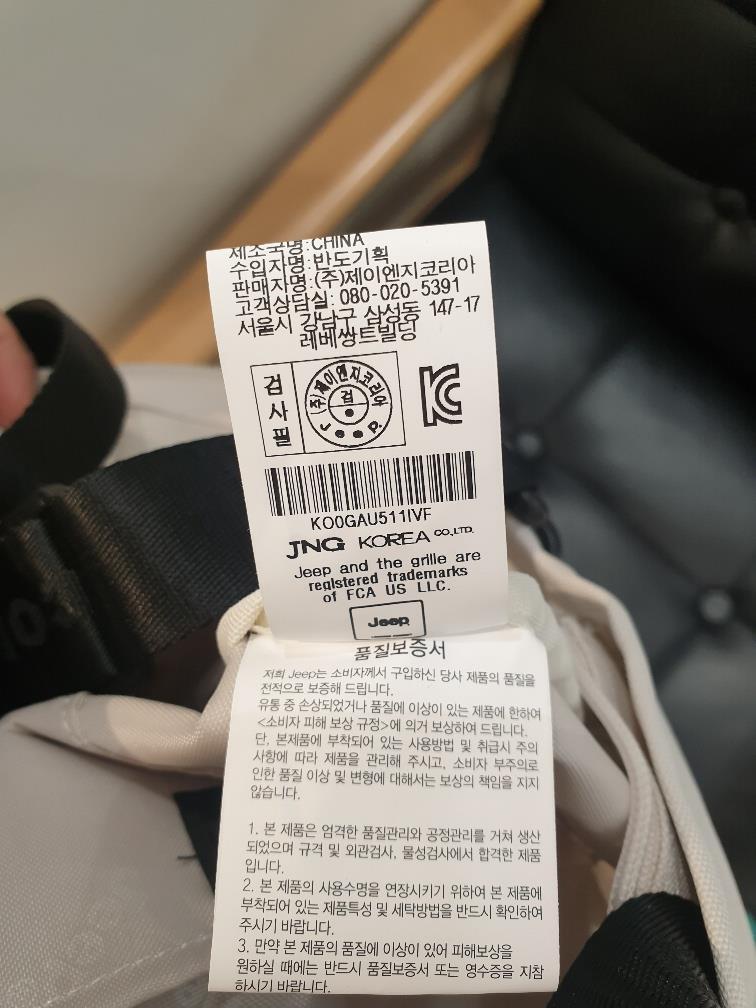 제조국명:CHINA
수입자명:반도기획
판매자명:(주)제이엔지코리아
고객상담실: 080-020-5391
서울시 강남구 삼성동 147-17
레베쌍트빌딩
검사필
(주)제이엔지코리아
검
Jeep
KC
KO0GAU511IVF
JNG KOREA CO.,LTD.
Jeep and the grille are
registered trademarks
of FCA US LLC.
Jeep
품질보증서
저희 Jeep는 소비자께서 구입하신 당사 제품의 품질을
전적으로 보증해 드립니다.
유통 중 손상되었거나 품질에 이상이 있는 제품에 한하여
<소비자 피해 보상 규정>에 의거 보상하여 드립니다.
단, 본제품에 부착되어 있는 사용방법 및 취급시 주의
사항에 따라 제품을 관리해 주시고, 소비자 부주의로
인한 품질 이상 및 변형에 대해서는 보상의 책임을 지지
않습니다.
1. 본 제품은 엄격한 품질관리와 공정관리를 거쳐 생산
되었으며 규격 및 외관검사, 물성검사에서 합격한 제품
입니다.
2. 본 제품의 사용수명을 연장시키기 위하여 본 제품에
부착되어 있는 제품특성 및 세탁방법을 반드시 확인하여
주시기 바랍니다.
3. 만약 본 제품의 품질에 이상이 있어 피해보상을
원하실 때에는 반드시 품질보증서 또는 영수증을 지참
하시기 바랍니다.